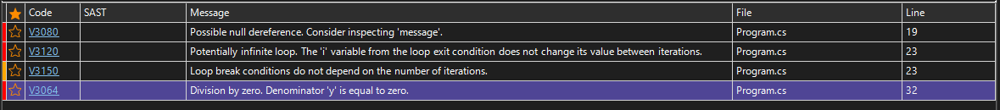 Code SAST Message File Line
V3080 Possible null dereference. Consider inspecting 'message'. Program.cs 19
V3120 Potentially infinite loop. The 'i' variable from the loop exit condition does not change its value between iterations. Program.cs 23
V3150 Loop break conditions do not depend on the number of iterations. Program.cs 23
V3064 Division by zero. Denominator 'y' is equal to zero. Program.cs 32